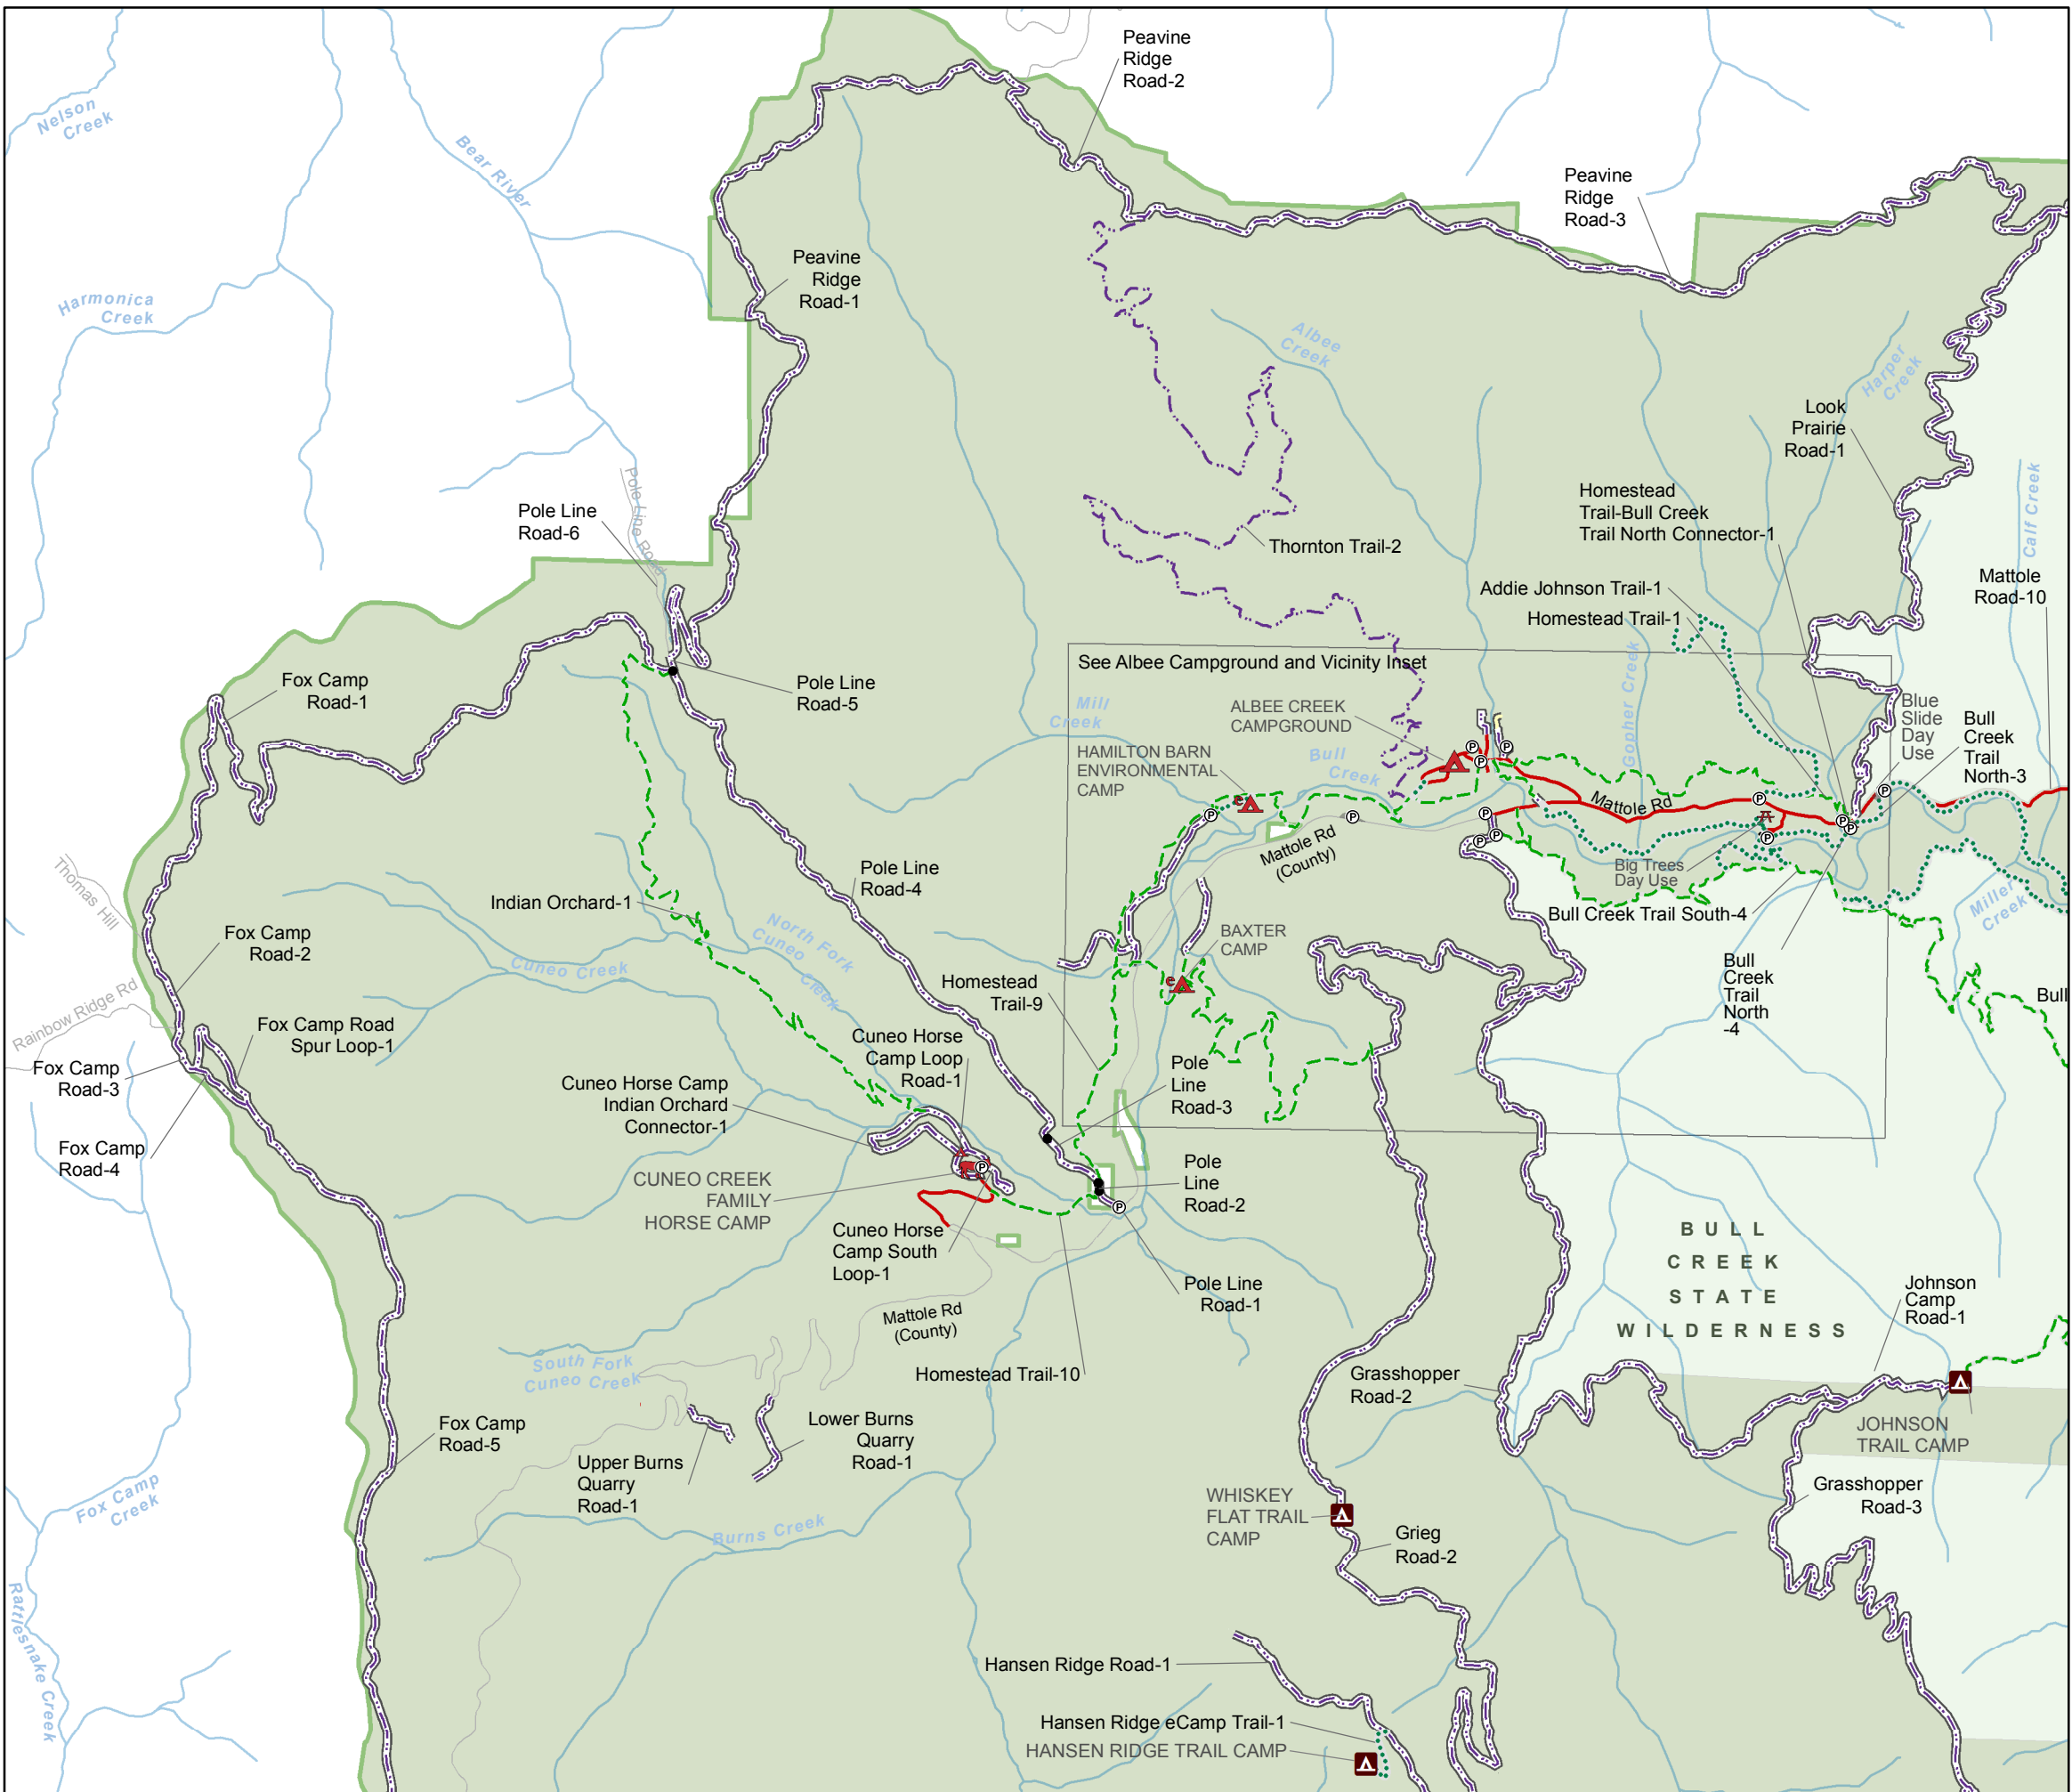 Peavine
Ridge
Road-2
Nelson
Creek
Bear River
Peavine
Ridge
Road-3
Peavine
Ridge
Road-1
Harmonica
Creek
Albee
Creek
Harper
Creek
Look
Prairie
Road-1
Calf Creek
Pole Line Road
Pole Line
Road-6
Homestead
Trail-Bull Creek
Trail North Connector-1
Thornton Trail-2
Addie Johnson Trail-1
Homestead Trail-1
Mattole
Road-10
See Albee Campground and Vicinity Inset
Fox Camp
Road-1
Pole Line
Road-5
Mill
Creek
ALBEE CREEK
CAMPGROUND
Gopher Creek
Blue
Slide
Day
Use
Bull
Creek
Trail
North-3
HAMILTON BARN
ENVIRONMENTAL
CAMP
Bull
Creek
e
P
P
P
P
P
P
P
P
P
P
P
P
P
Mattole Rd
Mattole Rd
(County)
Big Trees
Day Use
Thomas Hill
Pole Line
Road-4
Indian Orchard-1
Bull Creek Trail South-4
Miller
Creek
Fox Camp
Road-2
North Fork
Cuneo
Creek
Cuneo Creek
BAXTER
CAMP
e
Homestead
Trail-9
Bull
Creek
Trail
North
-4
Bull
Rainbow Ridge Rd
Fox Camp Road
Spur Loop-1
Cuneo Horse
Camp Loop
Road-1
Fox Camp
Road-3
Cuneo Horse Camp
Indian Orchard
Connector-1
Pole
Line
Road-3
Fox Camp
Road-4
Pole
Line
Road-2
CUNEO CREEK
FAMILY
HORSE CAMP
P
P
Cuneo Horse
Camp South
Loop-1
BULL
CREEK
STATE
WILDERNESS
Pole Line
Road-1
Johnson
Camp
Road-1
Mattole Rd
(County)
South Fork
Cuneo Creek
Homestead Trail-10
Grasshopper
Road-2
Fox Camp
Road-5
Lower Burns
Quarry
Road-1
JOHNSON
TRAIL CAMP
Upper Burns
Quarry
Road-1
Fox Camp
Creek
Grasshopper
Road-3
WHISKEY
FLAT TRAIL
CAMP
Burns Creek
Grieg
Road-2
Rattlesnake Creek
Hansen Ridge Road-1
Hansen Ridge eCamp Trail-1
HANSEN RIDGE TRAIL CAMP